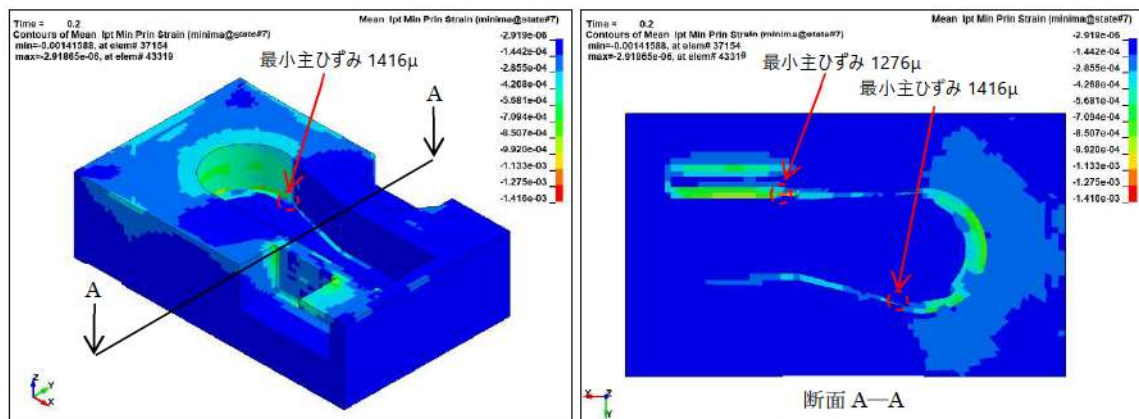 Time = 0.2
Mean Ipt Min Prin Strain (minima@state#7)
Contours of Mean Ipt Min Prin Strain (minima@state#7)
min=-0.00141588, at elem# 37154
max=-2.91865e-06, at elem# 43319
-2.919e-06
-1.442e-04
-2.855e-04
-4.268e-04
-5.681e-04
-7.094e-04
-8.507e-04
-9.920e-04
-1.133e-03
-1.275e-03
-1.416e-03
最小主ひずみ 1416μ
A
A
Z
Y
X
Time = 0.2
Mean Ipt Min Prin Strain (minima@state#7)
Contours of Mean Ipt Min Prin Strain (minima@state#7)
min=-0.00141588, at elem# 37154
max=-2.91865e-06, at elem# 43319
-2.919e-06
-1.442e-04
-2.855e-04
-4.268e-04
-5.681e-04
-7.094e-04
-8.507e-04
-9.920e-04
-1.133e-03
-1.275e-03
-1.416e-03
最小主ひずみ 1276μ
最小主ひずみ 1416μ
X
Z
Y
断面 A―A